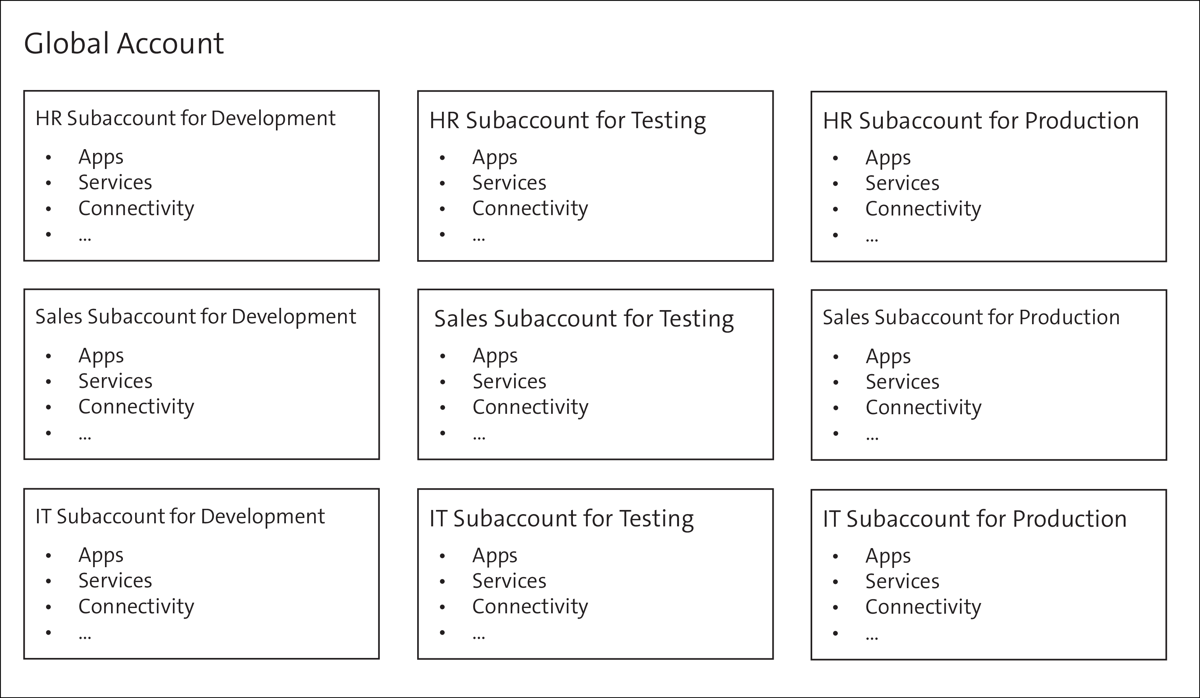 Global Account
HR Subaccount for Development
• Apps
• Services
• Connectivity
• ...
HR Subaccount for Testing
• Apps
• Services
• Connectivity
• ...
HR Subaccount for Production
• Apps
• Services
• Connectivity
• ...
Sales Subaccount for Development
• Apps
• Services
• Connectivity
• ...
Sales Subaccount for Testing
• Apps
• Services
• Connectivity
• ...
Sales Subaccount for Production
• Apps
• Services
• Connectivity
• ...
IT Subaccount for Development
• Apps
• Services
• Connectivity
• ...
IT Subaccount for Testing
• Apps
• Services
• Connectivity
• ...
IT Subaccount for Production
• Apps
• Services
• Connectivity
• ...